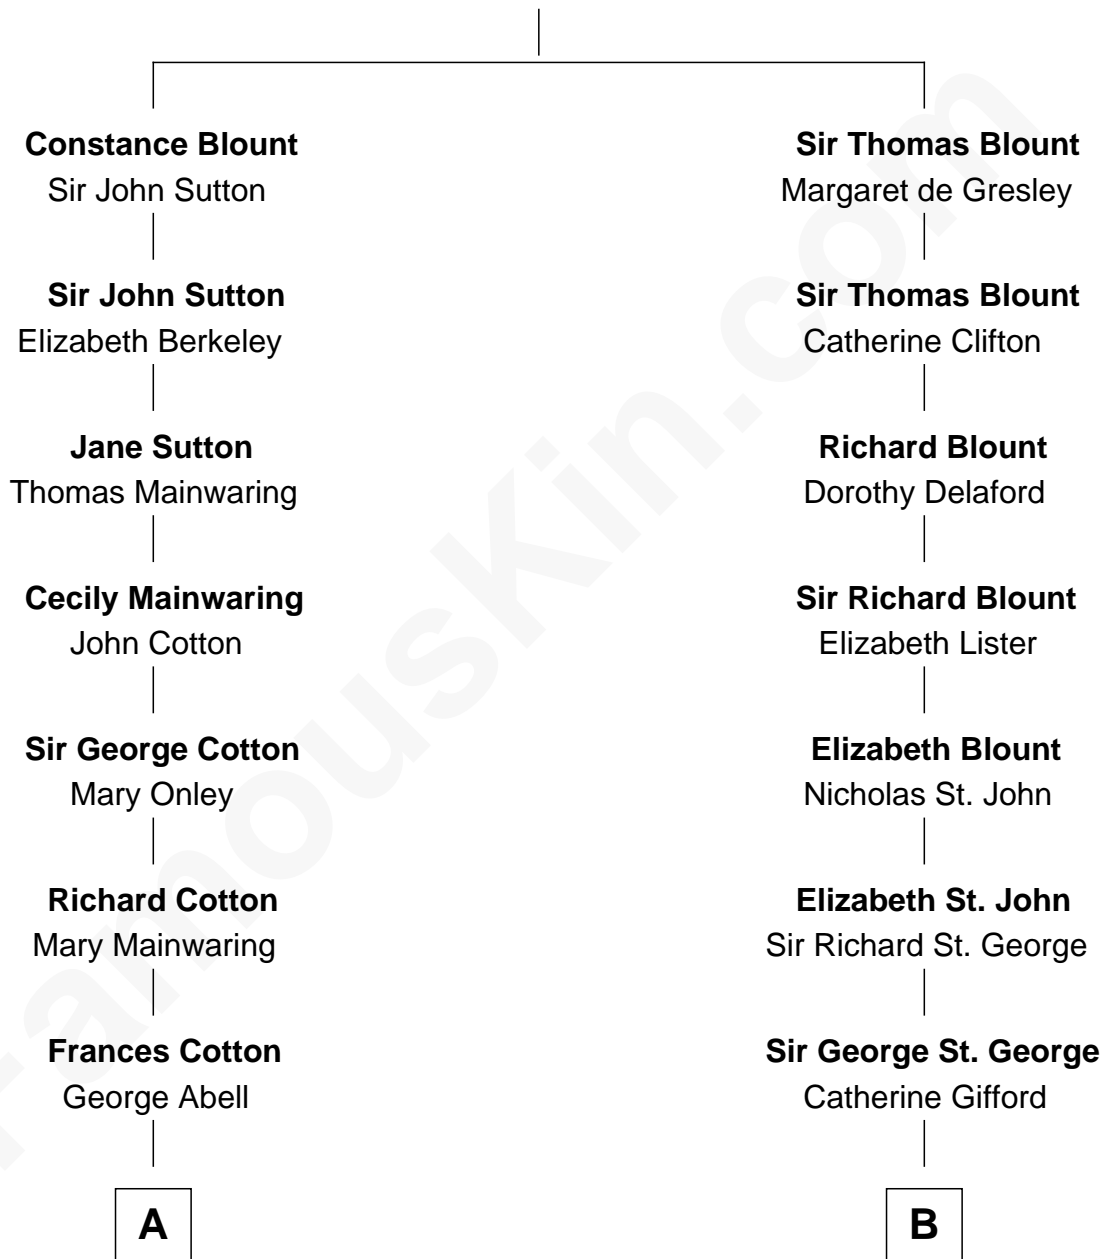 Constance Blount
Sir John Sutton
Sir John Sutton
Elizabeth Berkeley
Jane Sutton
Thomas Mainwaring
Cecily Mainwaring
John Cotton
Sir George Cotton
Mary Onley
Richard Cotton
Mary Mainwaring
Frances Cotton
George Abell
A
Sir Thomas Blount
Margaret de Gresley
Sir Thomas Blount
Catherine Clifton
Richard Blount
Dorothy Delaford
Sir Richard Blount
Elizabeth Lister
Elizabeth Blount
Nicholas St. John
Elizabeth St. John
Sir Richard St. George
Sir George St. George
Catherine Gifford
B
FamousKin.com